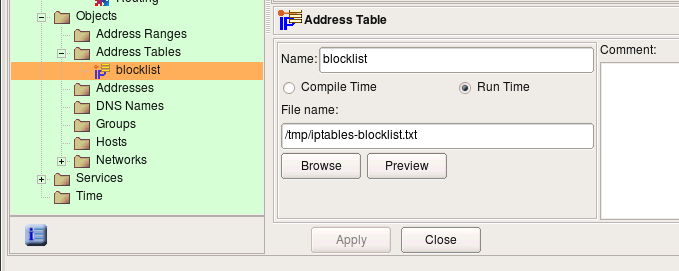 Routing
Objects
Address Ranges
Address Tables
blocklist
Addresses
DNS Names
Groups
Hosts
Networks
Services
Time
Address Table
Name: blocklist
Comment:
Compile Time
Run Time
File name:
/tmp/iptables-blocklist.txt
Browse
Preview
Apply
Close